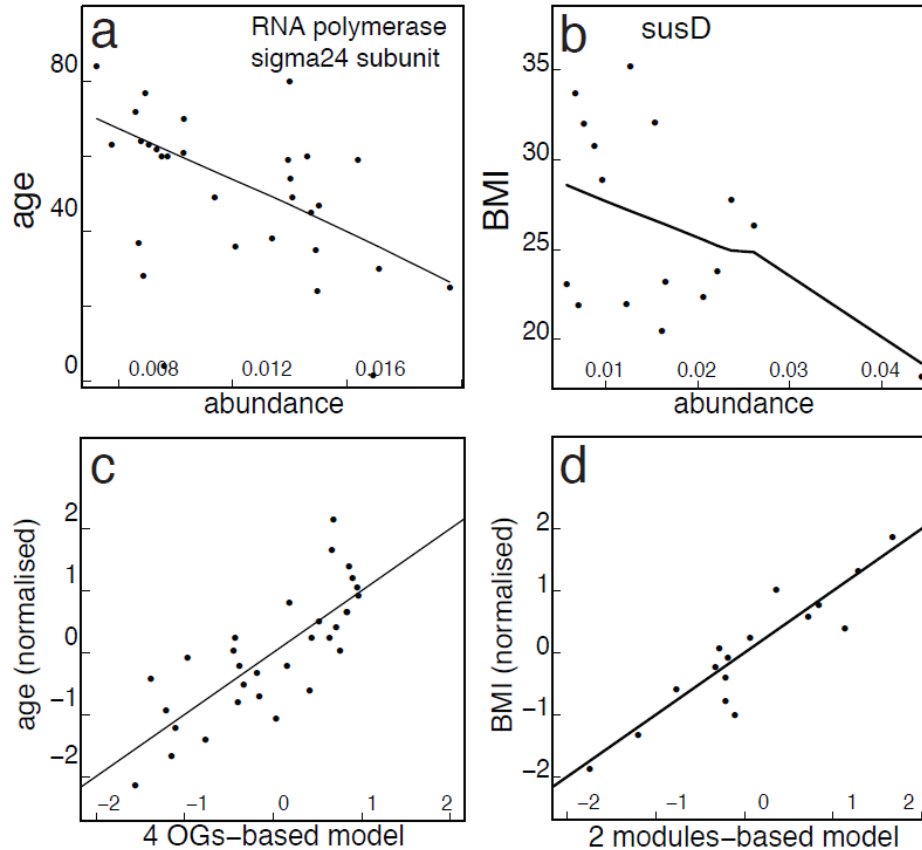 a
RNA polymerase
sigma24 subunit
80
40
0
age
0.008 0.012 0.016
abundance
b
susD
35
30
25
20
BMI
0.01 0.02 0.03 0.04
abundance
c
2
1
0
−1
−2
age (normalised)
−2 −1 0 1 2
4 OGs−based model
d
2
1
0
−1
−2
BMI (normalised)
−2 −1 0 1 2
2 modules−based model